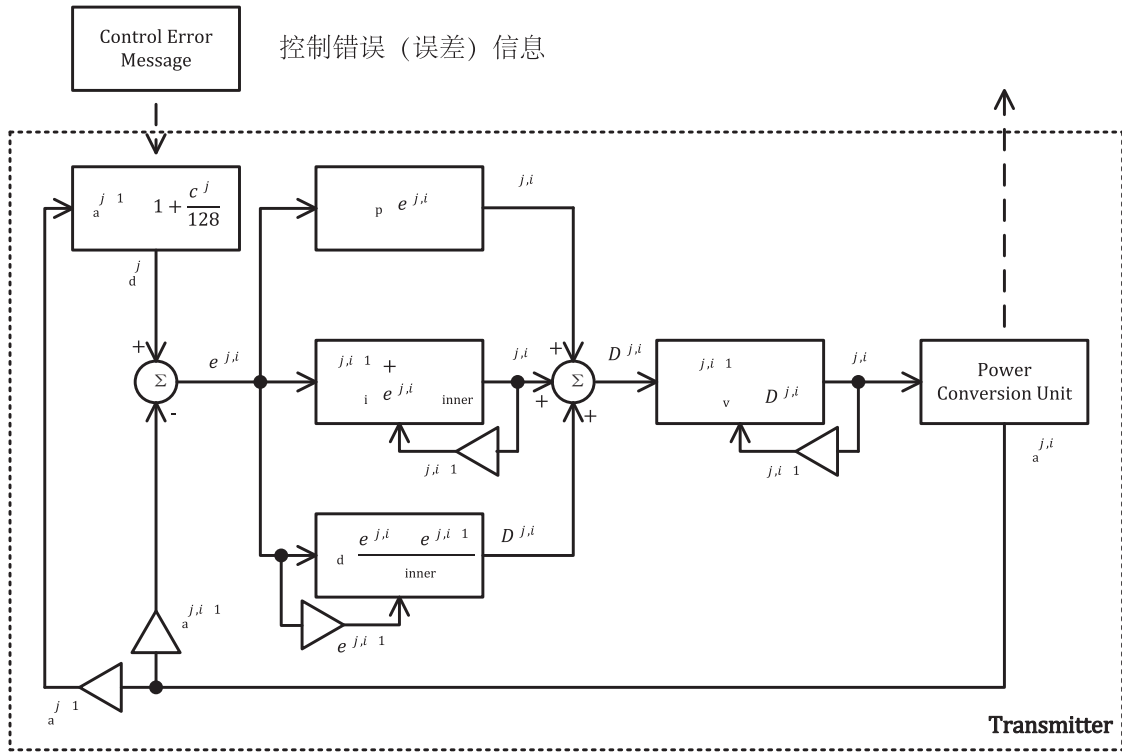 Control Error
Message
控制错误（误差）信息
a j 1 1 + c j / 128
j d
p e j,i
j,i
+
Σ
-
e j,i
j,i 1 +
i e j,i inner
j,i
j,i 1
+
+
+
Σ
D j,i
j,i 1
v D j,i
j,i
j,i 1
Power
Conversion Unit
a j,i
d e j,i e j,i 1
inner
D j,i
e j,i 1
a j,i 1
a j 1
Transmitter